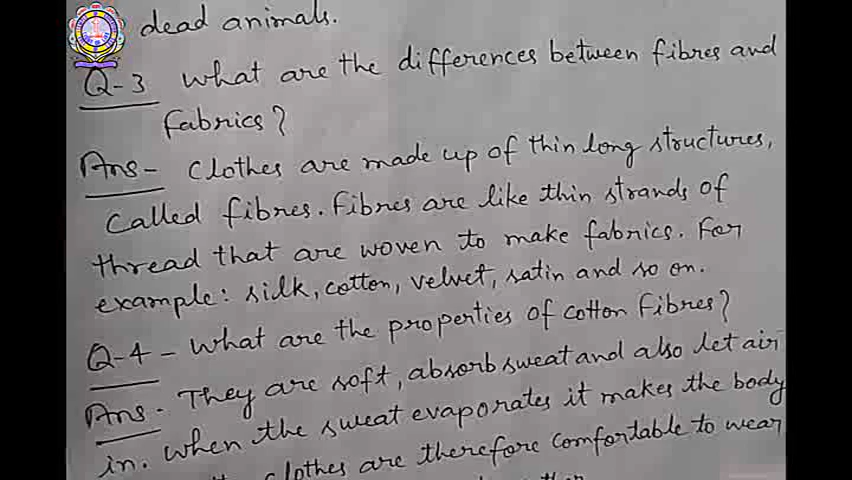 dead animals.
Q-3 What are the differences between fibres and
fabrics?
Ans- Clothes are made up of thin long structures,
called fibres. Fibres are like thin strands of
thread that are woven to make fabrics. For
example: silk, cotton, velvet, satin and so on.
Q-4 - What are the properties of cotton fibres?
Ans- They are soft, absorb sweat and also let air
in. When the sweat evaporates it makes the body
clothes are therefore comfortable to wear